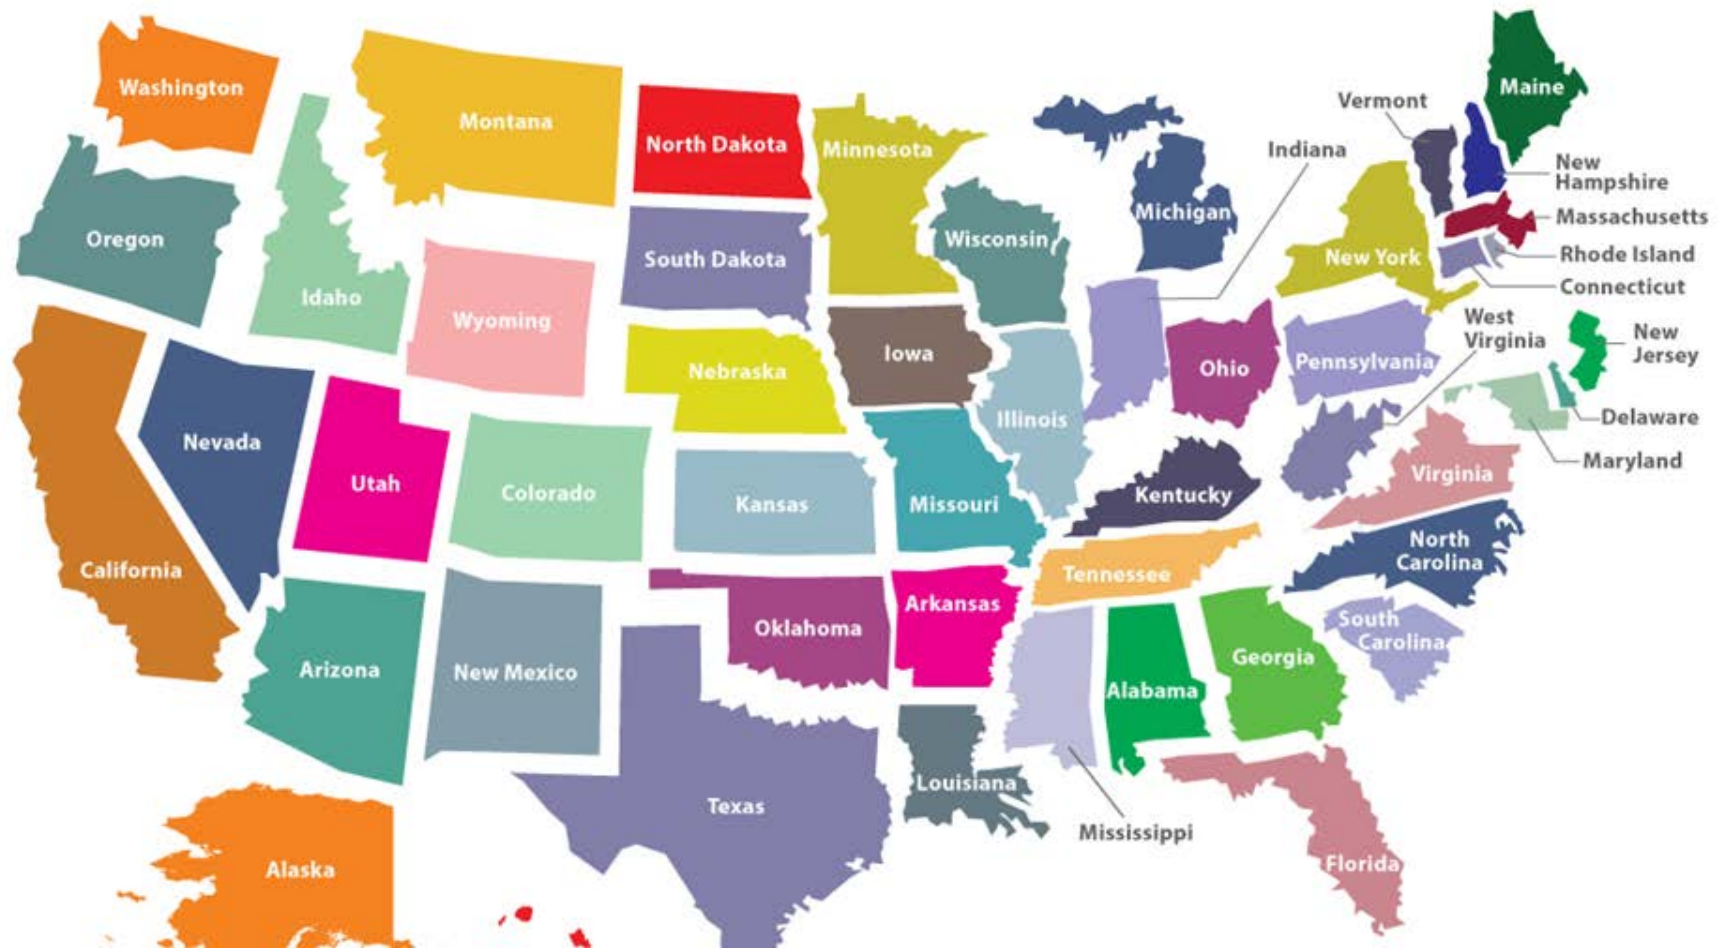 Washington
Montana
Maine
Vermont
North Dakota
Minnesota
Indiana
New
Hampshire
Michigan
Massachusetts
Oregon
Wisconsin
South Dakota
New York
Rhode Island
Connecticut
Idaho
Wyoming
West
Virginia
New
Jersey
Iowa
Nebraska
Ohio
Pennsylvania
Illinois
Delaware
Nevada
Maryland
Utah
Colorado
Kansas
Missouri
Kentucky
Virginia
North
Carolina
California
Tennessee
Arkansas
South
Carolina
Oklahoma
Arizona
New Mexico
Georgia
Alabama
Louisiana
Texas
Mississippi
Alaska
Florida